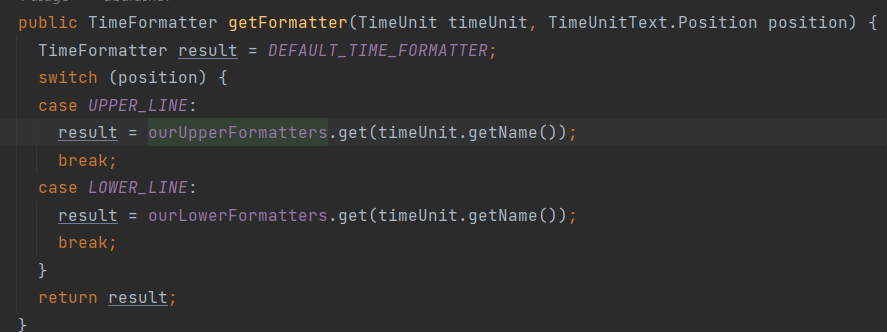 public TimeFormatter getFormatter(TimeUnit timeUnit, TimeUnitText.Position position) {
TimeFormatter result = DEFAULT_TIME_FORMATTER;
switch (position) {
case UPPER_LINE:
result = ourUpperFormatters.get(timeUnit.getName());
break;
case LOWER_LINE:
result = ourLowerFormatters.get(timeUnit.getName());
break;
}
return result;
}